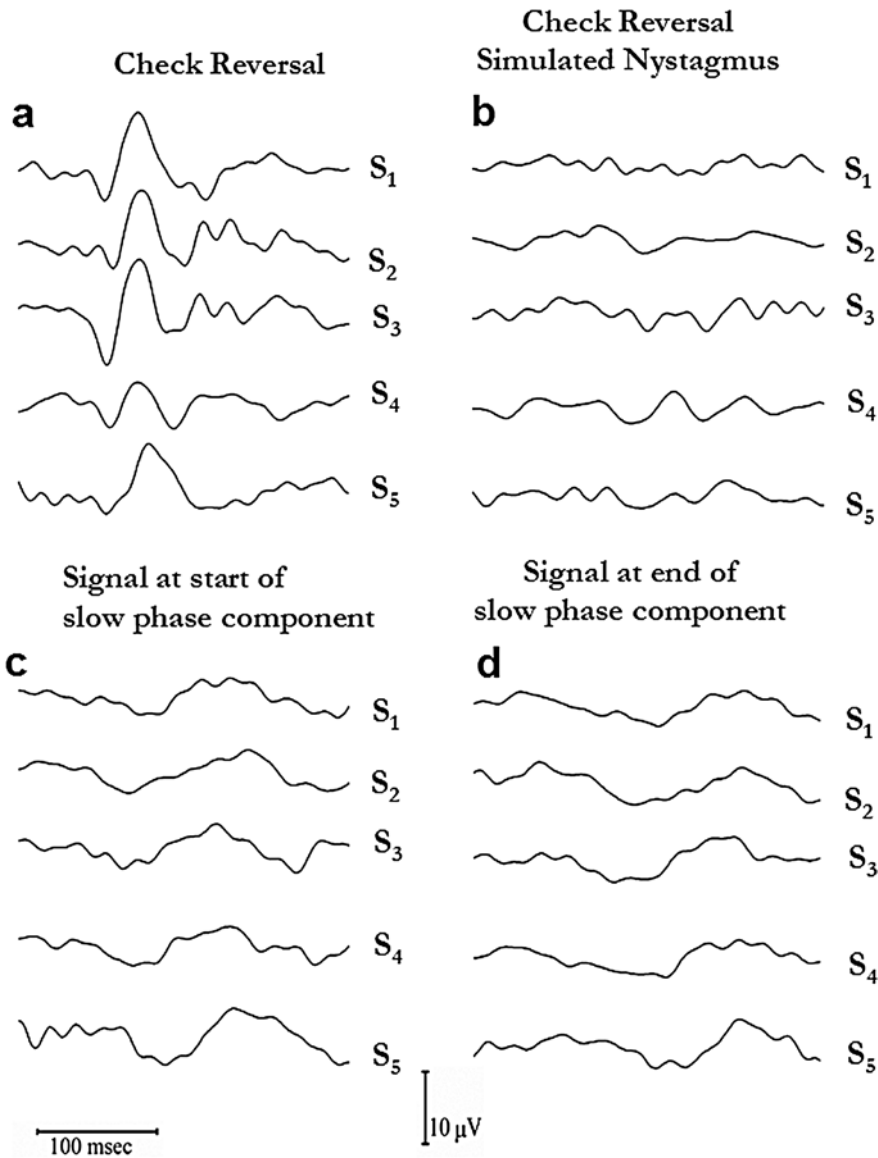 Check Reversal
Check Reversal
Simulated Nystagmus
a
S1
S2
S3
S4
S5
b
S1
S2
S3
S4
S5
Signal at start of
slow phase component
Signal at end of
slow phase component
c
S1
S2
S3
S4
S5
d
S1
S2
S3
S4
S5
100 msec
10 μV